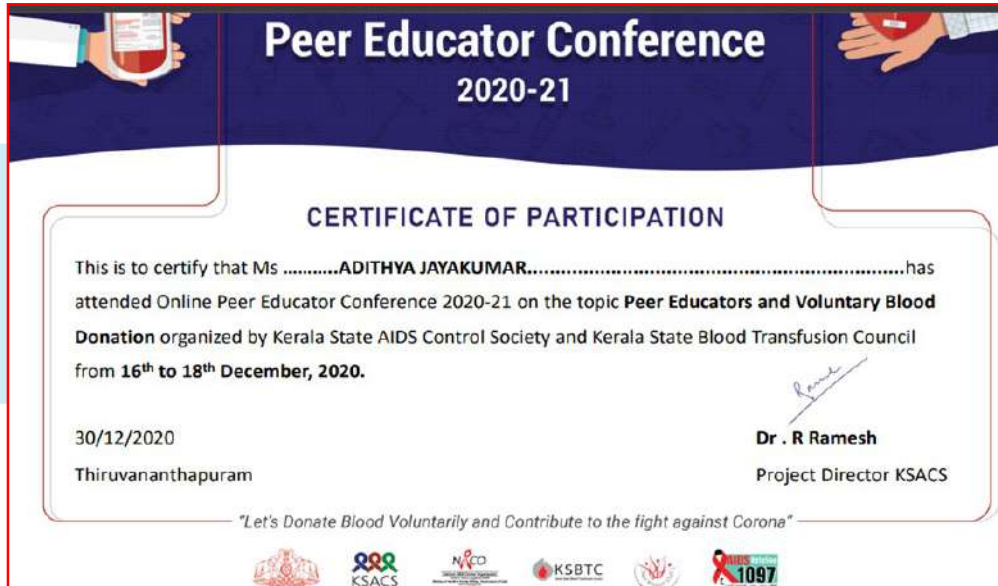 Peer Educator Conference
2020-21
CERTIFICATE OF PARTICIPATION
This is to certify that Ms ...........ADITHYA JAYAKUMAR.......................................................................has
attended Online Peer Educator Conference 2020-21 on the topic Peer Educators and Voluntary Blood
Donation organized by Kerala State AIDS Control Society and Kerala State Blood Transfusion Council
from 16th to 18th December, 2020.
30/12/2020
Dr . R Ramesh
Thiruvananthapuram
Project Director KSACS
"Let's Donate Blood Voluntarily and Contribute to the fight against Corona"
KSACS
NACO
KSBTC
AIDS Helpline
1097